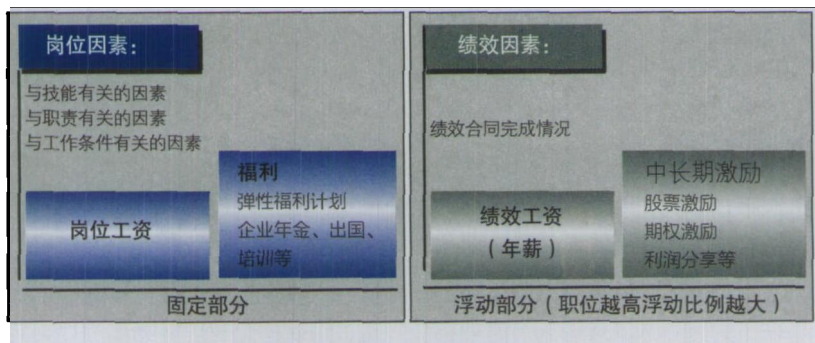 岗位因素：
与技能有关的因素
与职责有关的因素
与工作条件有关的因素
岗位工资
福利
弹性福利计划
企业年金、出国、
培训等
固定部分
绩效因素：
绩效合同完成情况
绩效工资
（年薪）
中长期激励
股票激励
期权激励
利润分享等
浮动部分（职位越高浮动比例越大）